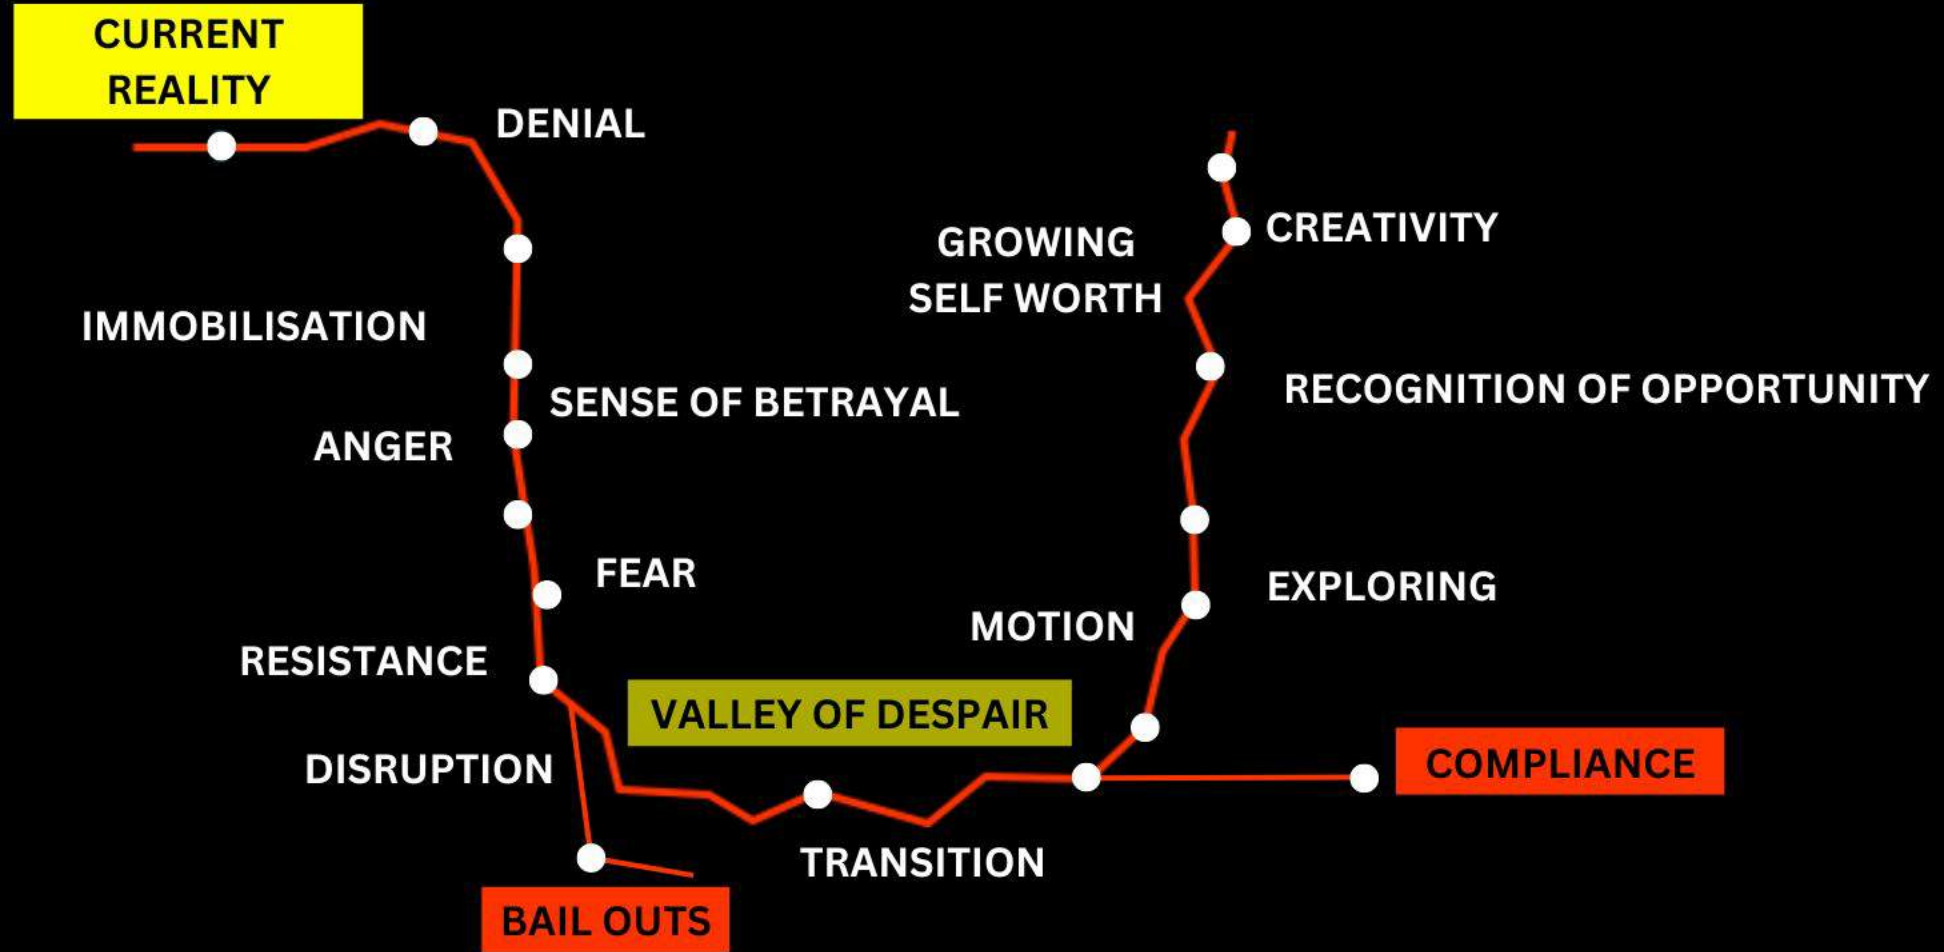 CURRENT
REALITY
DENIAL
IMMOBILISATION
SENSE OF BETRAYAL
ANGER
FEAR
RESISTANCE
DISRUPTION
BAIL OUTS
VALLEY OF DESPAIR
TRANSITION
COMPLIANCE
MOTION
EXPLORING
RECOGNITION OF OPPORTUNITY
GROWING
SELF WORTH
CREATIVITY